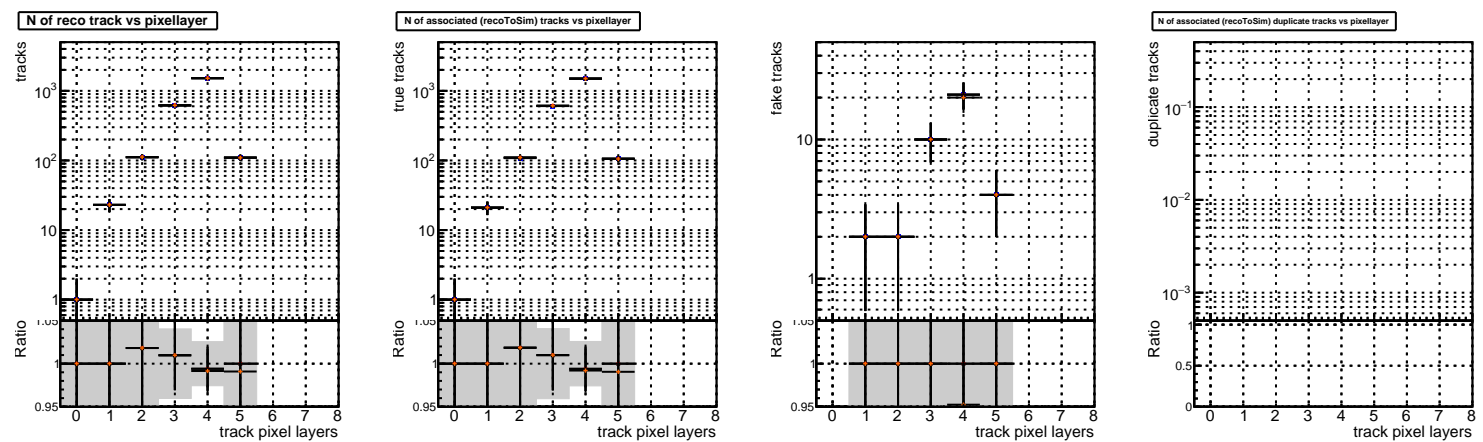 N of reco track vs pixellayer
tracks
10³
10²
10
1
1.05
Ratio
1
0.95
0 1 2 3 4 5 6 7 8
track pixel layers
N of associated (recoToSim) tracks vs pixellayer
true tracks
10³
10²
10
1
1.05
Ratio
1
0.95
0 1 2 3 4 5 6 7 8
track pixel layers
fake tracks
10
1
1.05
Ratio
1
0.95
0 1 2 3 4 5 6 7 8
track pixel layers
N of associated (recoToSim) duplicate tracks vs pixellayer
duplicate tracks
10⁻¹
10⁻²
10⁻³
1
Ratio
0.5
0
0 1 2 3 4 5 6 7 8
track pixel layers